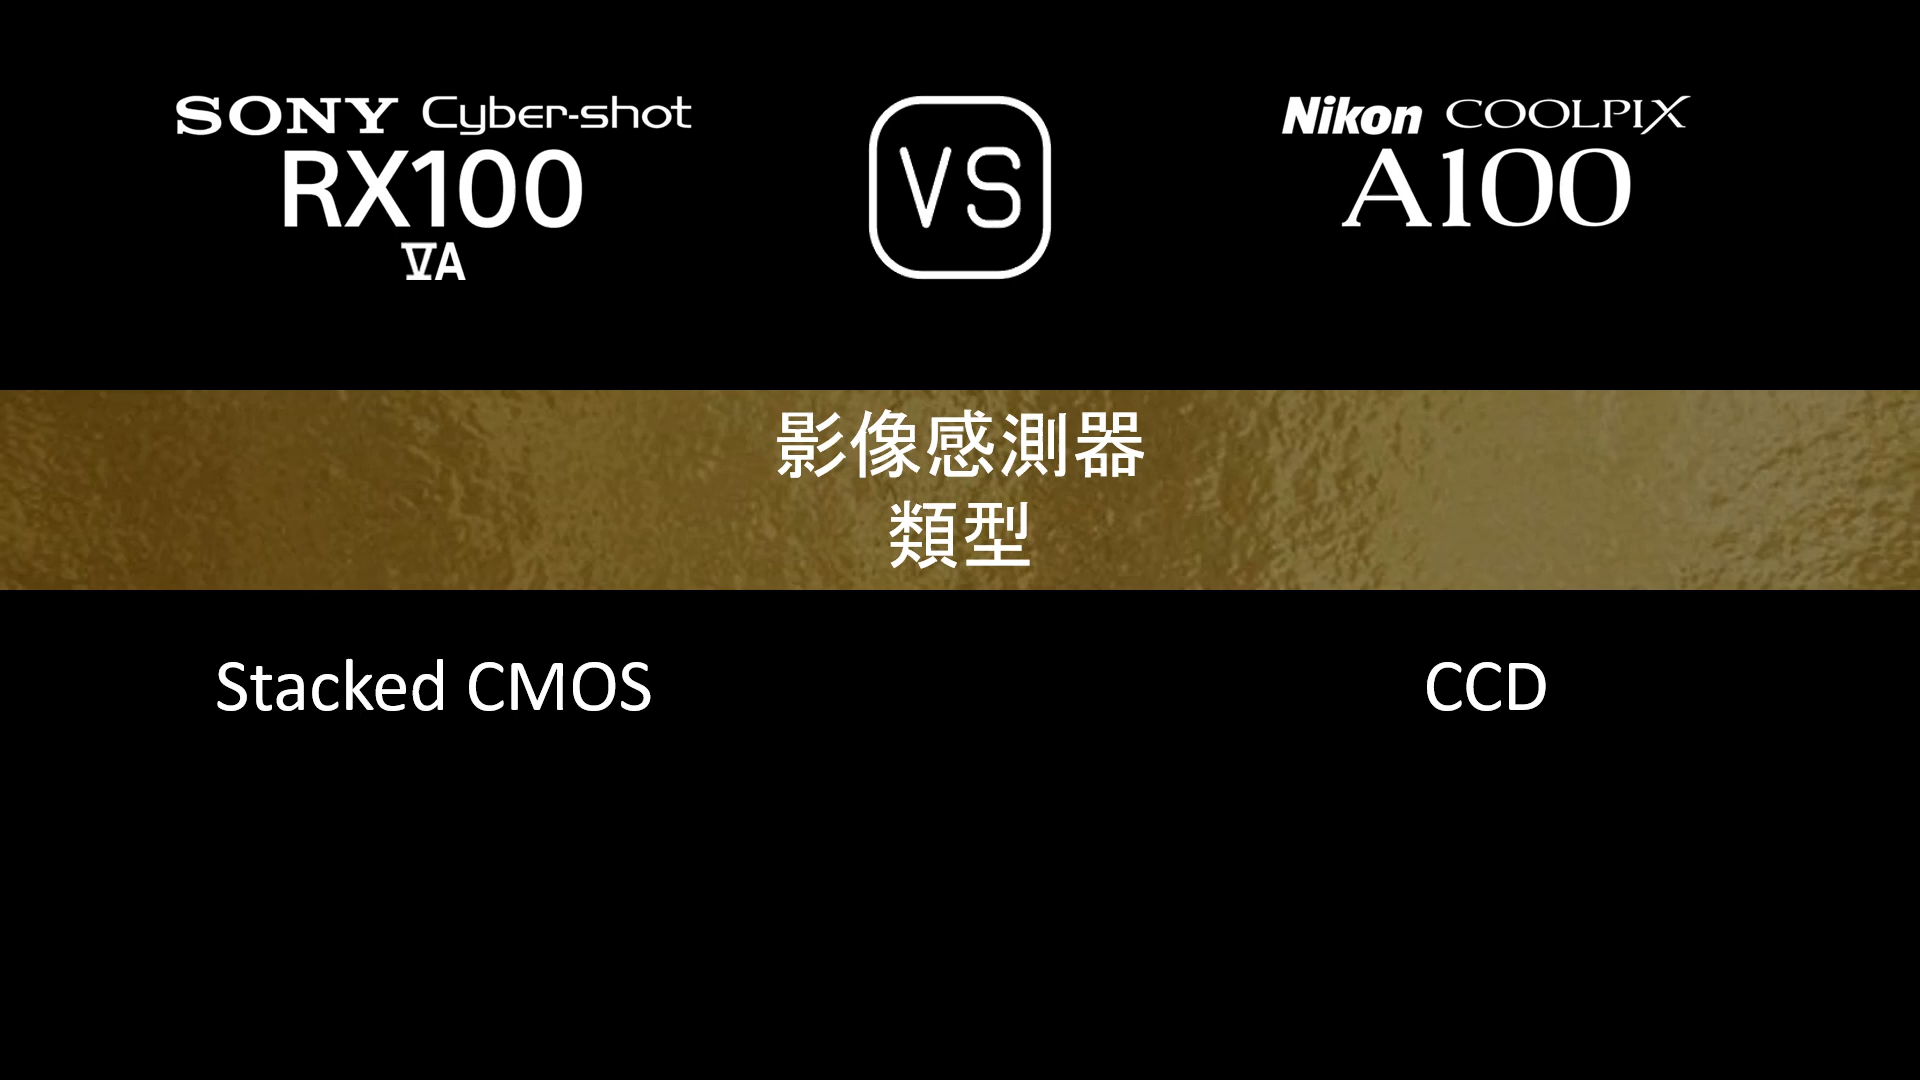 SONY Cyber-shot
RX100
VA
VS
Nikon COOLPIX
A100
影像感測器
類型
Stacked CMOS
CCD